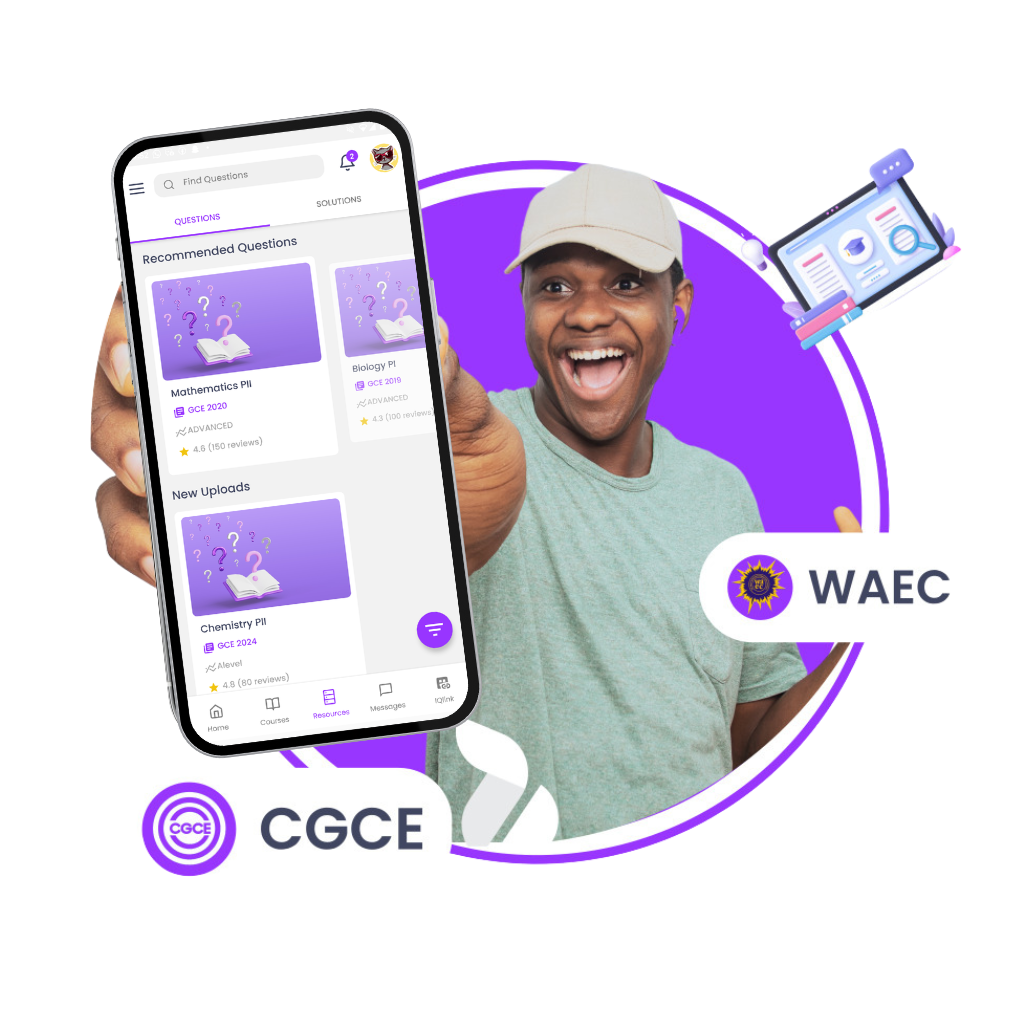 Find Questions
2
QUESTIONS
SOLUTIONS
Recommended Questions
Mathematics PII
GCE 2020
ADVANCED
4.6 (150 reviews)
Biology PI
GCE 2019
ADVANCED
4.3 (100 reviews)
New Uploads
Chemistry PII
GCE 2024
Alevel
4.8 (80 reviews)
Home
Courses
Resources
Messages
IQlink
WAEC
CGCE
CGCE